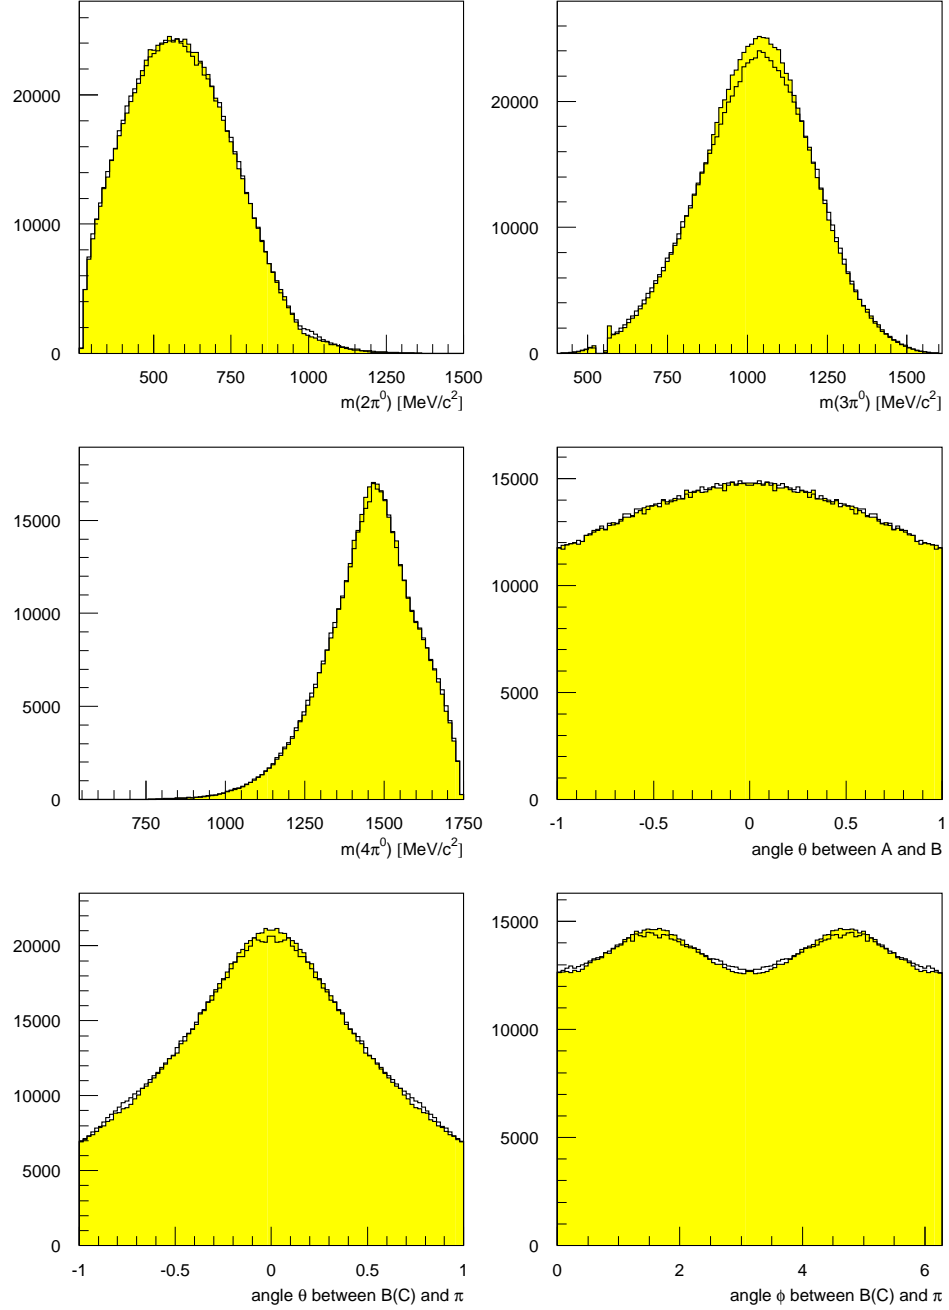 20000
10000
0
500 750 1000 1250 1500
m(2π⁰) [MeV/c²]
20000
10000
0
500 750 1000 1250 1500
m(3π⁰) [MeV/c²]
15000
10000
5000
0
750 1000 1250 1500 1750
m(4π⁰) [MeV/c²]
15000
10000
5000
0
-1 -0.5 0 0.5 1
angle θ between A and B
20000
15000
10000
5000
0
-1 -0.5 0 0.5 1
angle θ between B(C) and π
15000
10000
5000
0
0 2 4 6
angle ϕ between B(C) and π